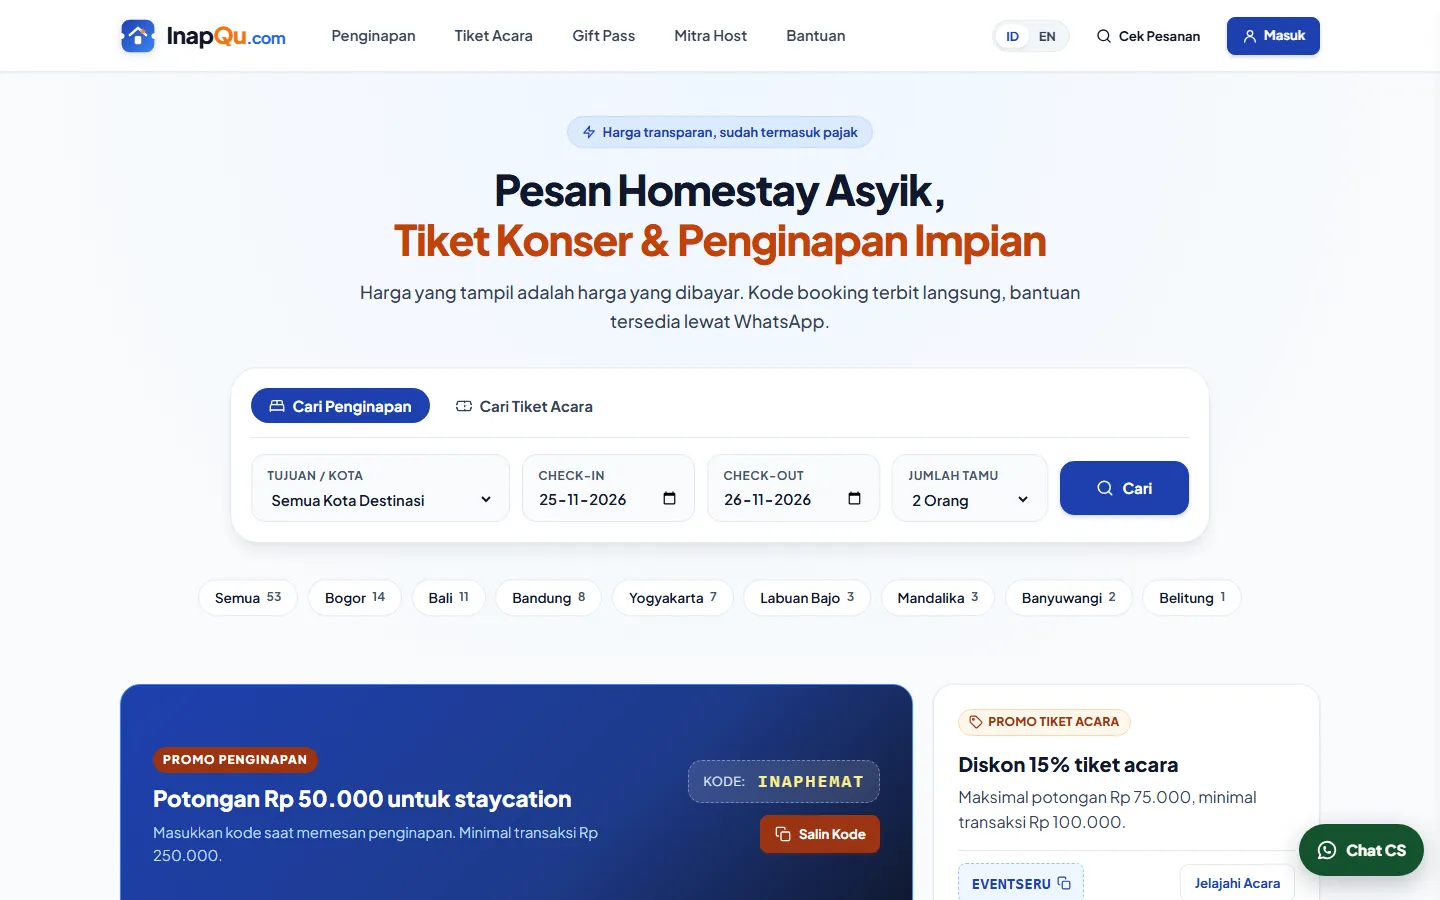 InapQu.com
Penginapan
Tiket Acara
Gift Pass
Mitra Host
Bantuan
ID
EN
Cek Pesanan
Masuk
Harga transparan, sudah termasuk pajak
Pesan Homestay Asyik,
Tiket Konser & Penginapan Impian
Harga yang tampil adalah harga yang dibayar. Kode booking terbit langsung, bantuan
tersedia lewat WhatsApp.
Cari Penginapan
Cari Tiket Acara
TUJUAN / KOTA
Semua Kota Destinasi
CHECK-IN
25-11-2026
CHECK-OUT
26-11-2026
JUMLAH TAMU
2 Orang
Cari
Semua 53
Bogor 14
Bali 11
Bandung 8
Yogyakarta 7
Labuan Bajo 3
Mandalika 3
Banyuwangi 2
Belitung 1
PROMO PENGINAPAN
Potongan Rp 50.000 untuk staycation
Masukkan kode saat memesan penginapan. Minimal transaksi Rp
250.000.
KODE: INAPHEMAT
Salin Kode
PROMO TIKET ACARA
Diskon 15% tiket acara
Maksimal potongan Rp 75.000, minimal
transaksi Rp 100.000.
EVENTSERU
Jelajahi Acara
Chat CS